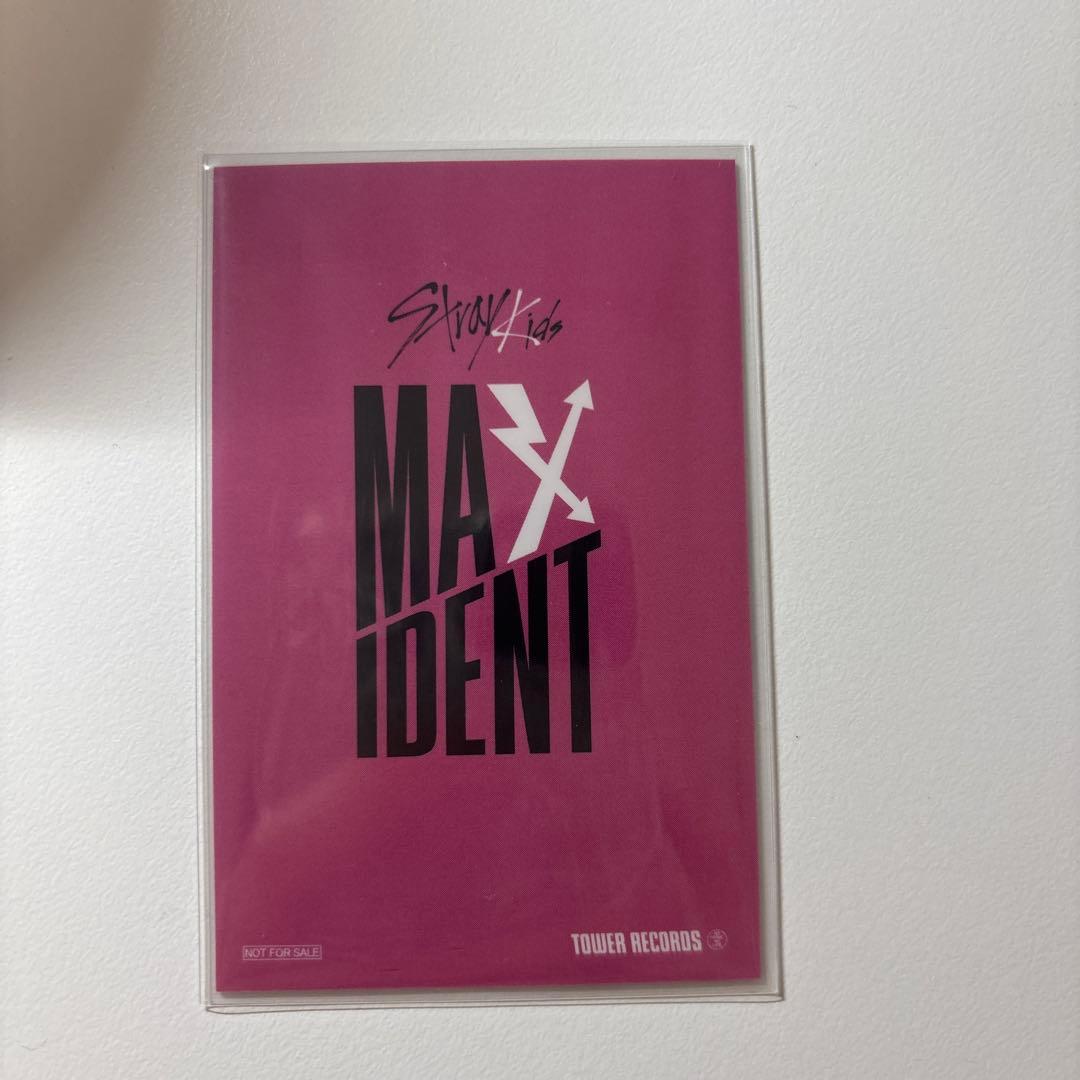 Stray Kids
MAX
IDENT
NOT FOR SALE
TOWER RECORDS